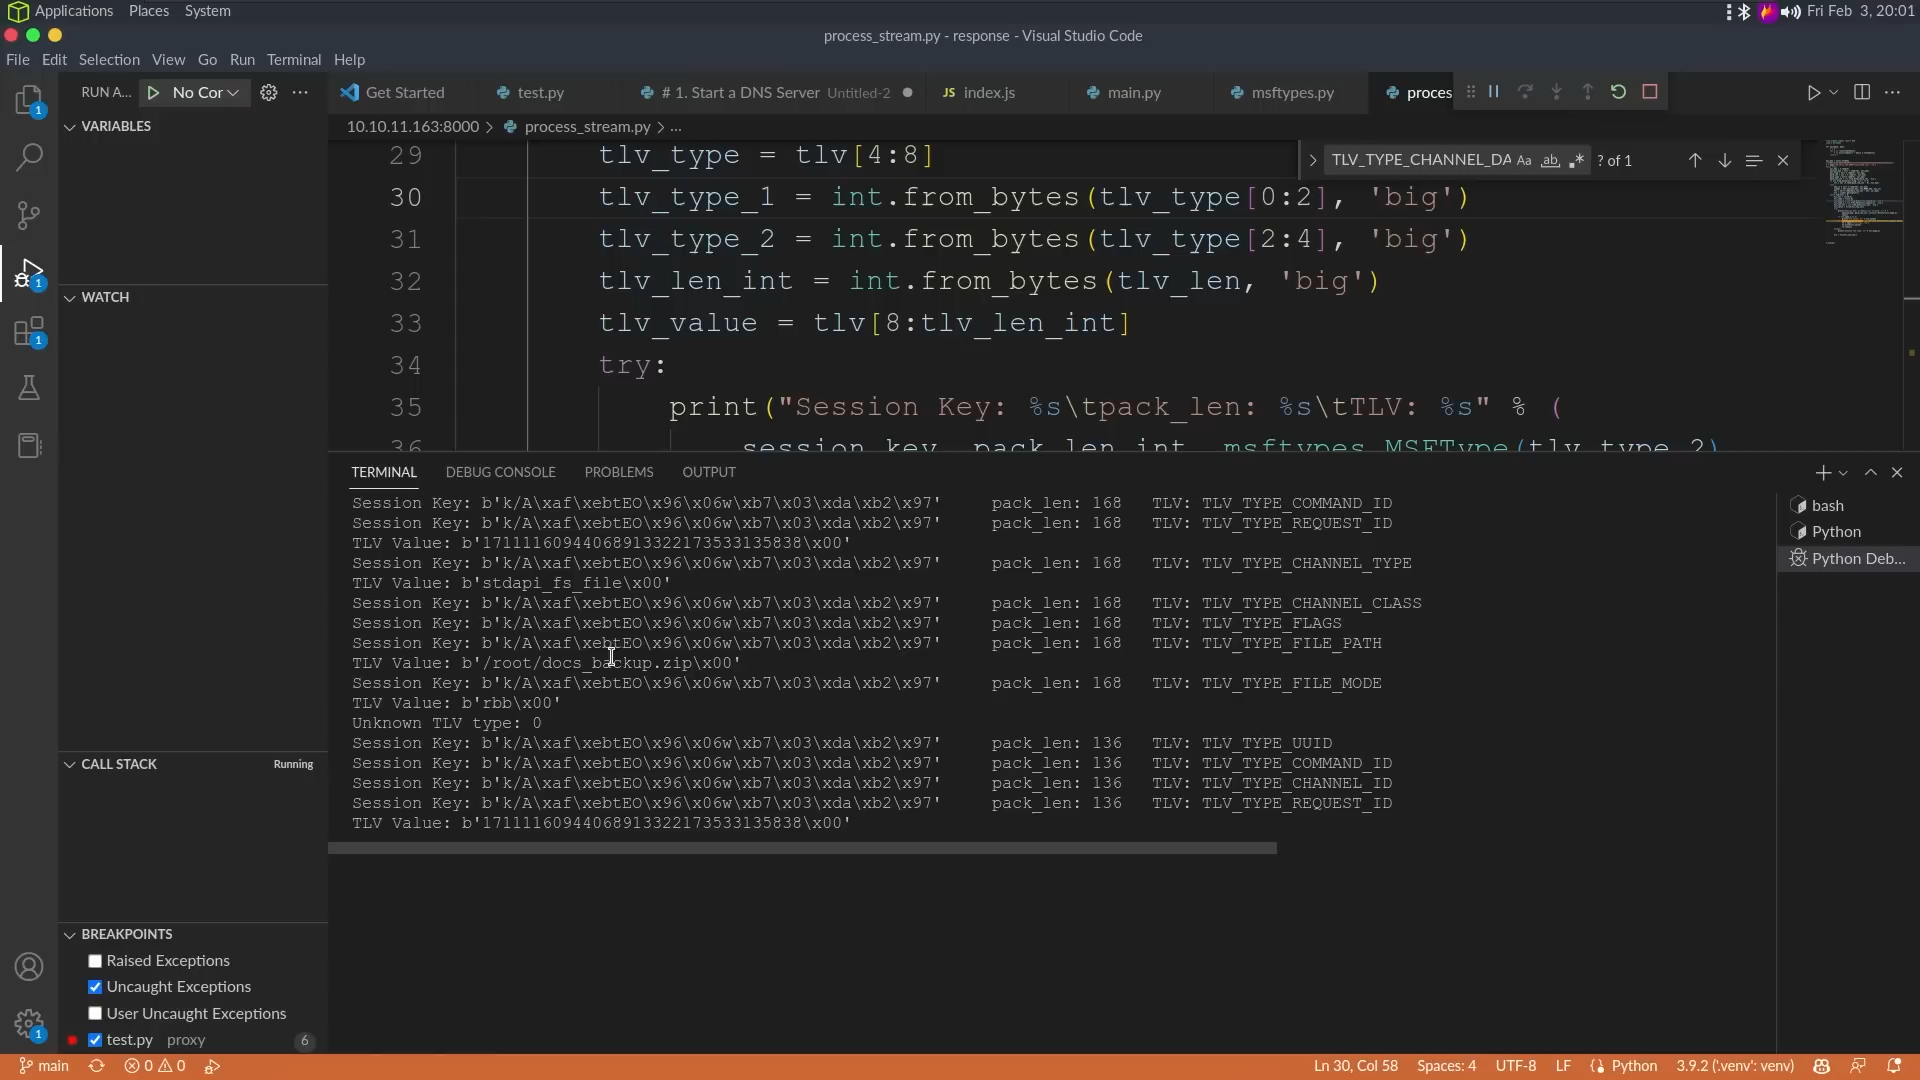 Applications Places System
Fri Feb 3, 20:01
process_stream.py - response - Visual Studio Code
File Edit Selection View Go Run Terminal Help
RUN A... No Cor
Get Started test.py # 1. Start a DNS Server Untitled-2 index.js main.py msftypes.py proces
VARIABLES
10.10.11.163:8000 > process_stream.py > ...
TLV_TYPE_CHANNEL_DA Aa ab ? of 1
29 tlv_type = tlv[4:8]
30 tlv_type_1 = int.from_bytes(tlv_type[0:2], 'big')
31 tlv_type_2 = int.from_bytes(tlv_type[2:4], 'big')
32 tlv_len_int = int.from_bytes(tlv_len, 'big')
33 tlv_value = tlv[8:tlv_len_int]
34 try:
35 print("Session Key: %s\tpack_len: %s\tTLV: %s" % (
36 session_key, pack_len_int, msftypes.MSFType(tlv_type_2)
WATCH
CALL STACK Running
BREAKPOINTS
Raised Exceptions
Uncaught Exceptions
User Uncaught Exceptions
test.py proxy 6
TERMINAL DEBUG CONSOLE PROBLEMS OUTPUT
Session Key: b'k/A\xaf\xebtEO\x96\x06w\xb7\x03\xda\xb2\x97' pack_len: 168 TLV: TLV_TYPE_COMMAND_ID
Session Key: b'k/A\xaf\xebtEO\x96\x06w\xb7\x03\xda\xb2\x97' pack_len: 168 TLV: TLV_TYPE_REQUEST_ID
TLV Value: b'17111160944068913322173533135838\x00'
Session Key: b'k/A\xaf\xebtEO\x96\x06w\xb7\x03\xda\xb2\x97' pack_len: 168 TLV: TLV_TYPE_CHANNEL_TYPE
TLV Value: b'stdapi_fs_file\x00'
Session Key: b'k/A\xaf\xebtEO\x96\x06w\xb7\x03\xda\xb2\x97' pack_len: 168 TLV: TLV_TYPE_CHANNEL_CLASS
Session Key: b'k/A\xaf\xebtEO\x96\x06w\xb7\x03\xda\xb2\x97' pack_len: 168 TLV: TLV_TYPE_FLAGS
Session Key: b'k/A\xaf\xebtEO\x96\x06w\xb7\x03\xda\xb2\x97' pack_len: 168 TLV: TLV_TYPE_FILE_PATH
TLV Value: b'/root/docs_backup.zip\x00'
Session Key: b'k/A\xaf\xebtEO\x96\x06w\xb7\x03\xda\xb2\x97' pack_len: 168 TLV: TLV_TYPE_FILE_MODE
TLV Value: b'rbb\x00'
Unknown TLV type: 0
Session Key: b'k/A\xaf\xebtEO\x96\x06w\xb7\x03\xda\xb2\x97' pack_len: 136 TLV: TLV_TYPE_UUID
Session Key: b'k/A\xaf\xebtEO\x96\x06w\xb7\x03\xda\xb2\x97' pack_len: 136 TLV: TLV_TYPE_COMMAND_ID
Session Key: b'k/A\xaf\xebtEO\x96\x06w\xb7\x03\xda\xb2\x97' pack_len: 136 TLV: TLV_TYPE_CHANNEL_ID
Session Key: b'k/A\xaf\xebtEO\x96\x06w\xb7\x03\xda\xb2\x97' pack_len: 136 TLV: TLV_TYPE_REQUEST_ID
TLV Value: b'17111160944068913322173533135838\x00'
bash
Python
Python Deb...
main 0 0 Ln 30, Col 58 Spaces: 4 UTF-8 LF Python 3.9.2 ('.venv': venv)